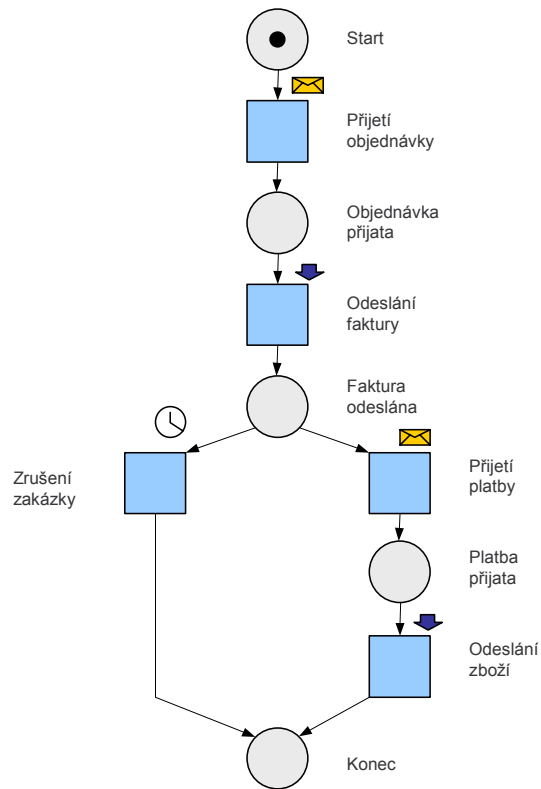 Start
Přijetí
objednávky
Objednávka
přijata
Odeslání
faktury
Faktura
odeslána
Zrušení
zakázky
Přijetí
platby
Platba
přijata
Odeslání
zboží
Konec